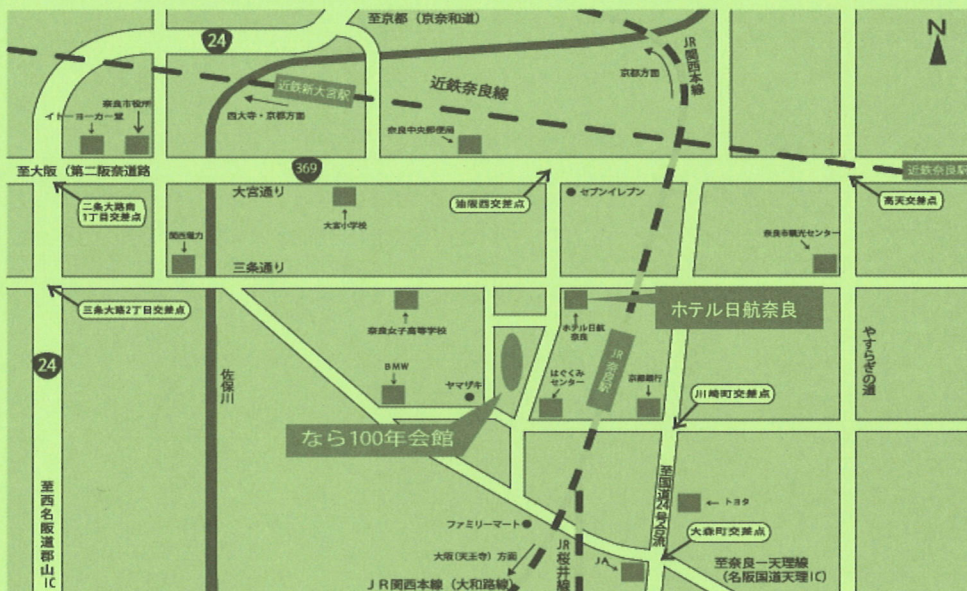 至京都（京奈和道）
N
24
JR関西本線
京都方面
近鉄奈良線
近鉄新大宮駅
奈良市役所
イトーヨーカ堂
西大寺・京都方面
奈良中央郵便局
至大阪（第二阪奈道路
369
近鉄奈良駅
大宮通り
セブンイレブン
油阪西交差点
高天交差点
二条大路南
1丁目交差点
大宮小学校
関西電力
奈良市観光センター
三条通り
三条大路2丁目交差点
ホテル日航奈良
奈良女子高等学校
ホテル日航
奈良
やすらぎの道
JR奈良駅
24
BMW
はぐくみ
センター
京都銀行
佐保川
ヤマザキ
川崎町交差点
なら100年会館
至西名阪道郡山IC
至国道24号合流
トヨタ
ファミリーマート
大森町交差点
大阪(天王寺)方面
JR桜井線
JA
至奈良一天理線
（名阪国道天理IC）
JR関西本線（大和路線）